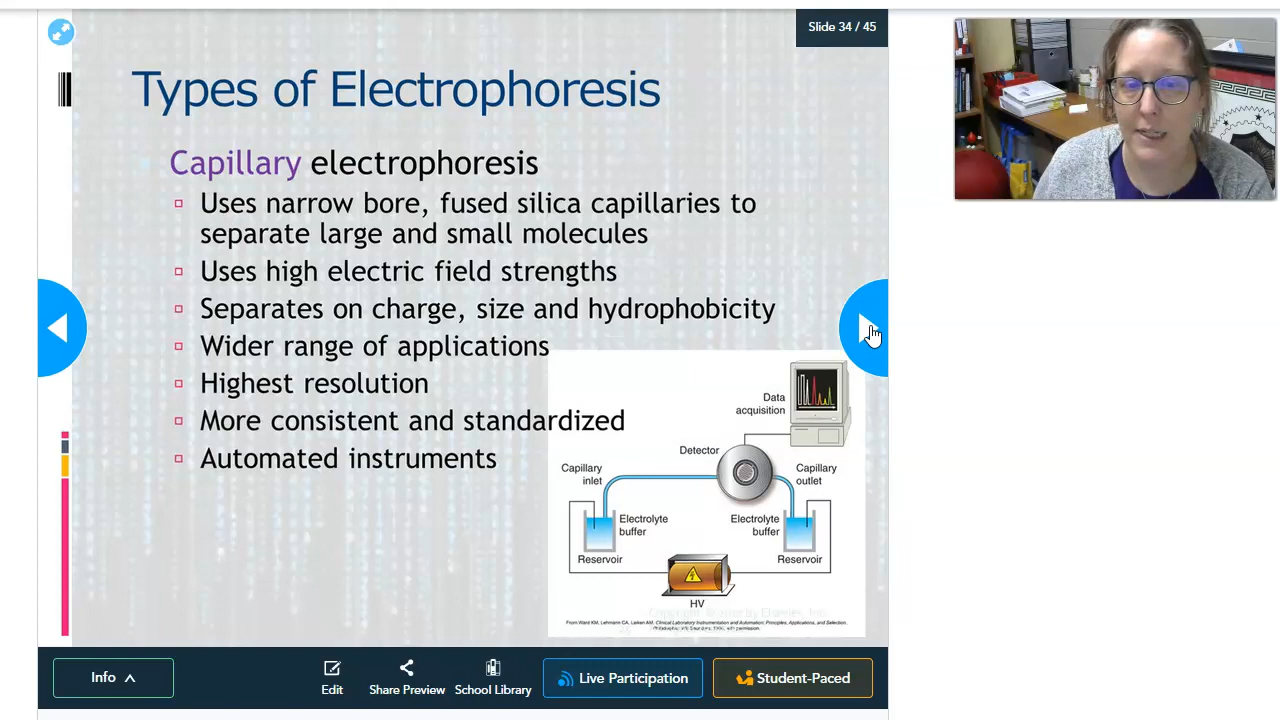 Slide 34 / 45
Types of Electrophoresis
Capillary electrophoresis
Uses narrow bore, fused silica capillaries to
separate large and small molecules
Uses high electric field strengths
Separates on charge, size and hydrophobicity
Wider range of applications
Highest resolution
More consistent and standardized
Automated instruments
Data
acquisition
Detector
Capillary
inlet
Capillary
outlet
Electrolyte
buffer
Electrolyte
buffer
Reservoir
Reservoir
HV
From Ward KM, Lehmann CA, Leiken AM, Clinical Laboratory Instrumentation and Automation: Principles, Applications, and Selection,
Philadelphia, WB Saunders, 1994, with permission.
Info
Edit
Share Preview
School Library
Live Participation
Student-Paced